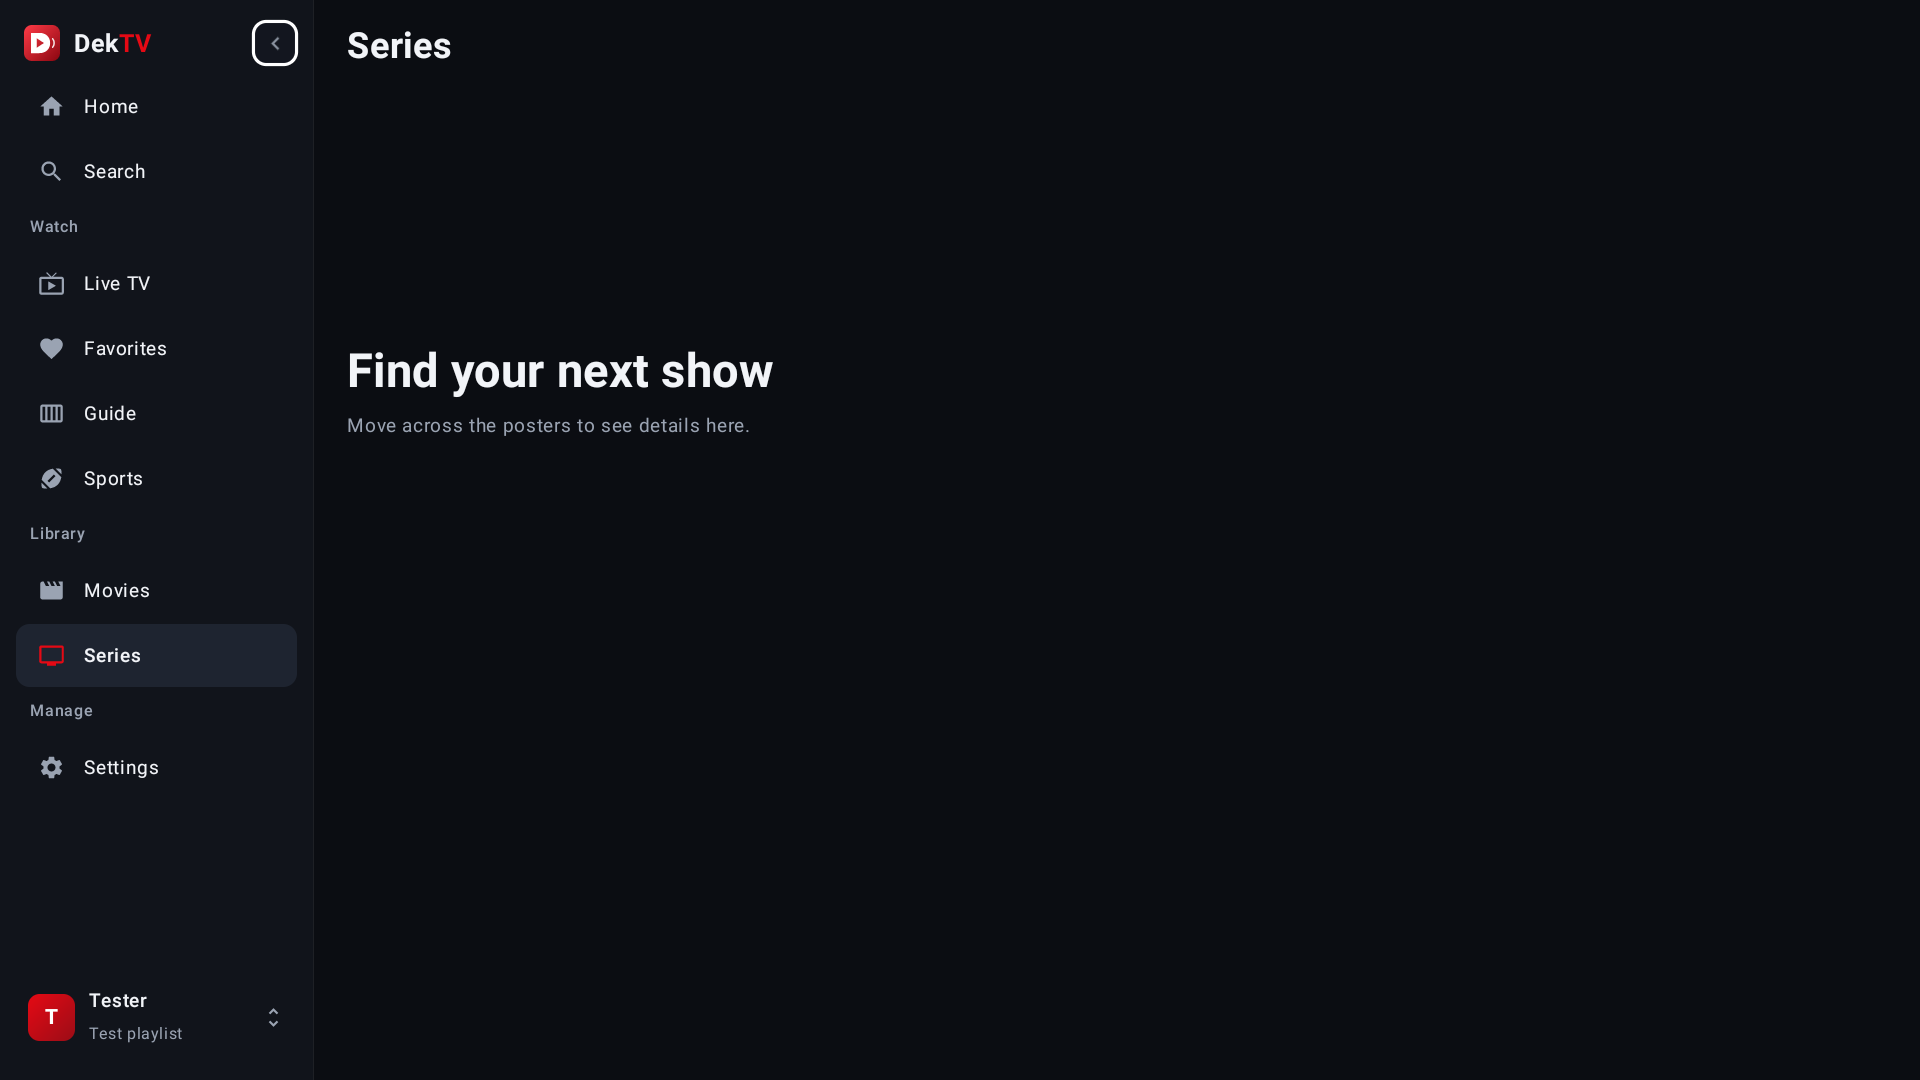 DekTV
Home
Search
Watch
Live TV
Favorites
Guide
Sports
Library
Movies
Series
Manage
Settings
T
Tester
Test playlist
Series
Find your next show
Move across the posters to see details here.